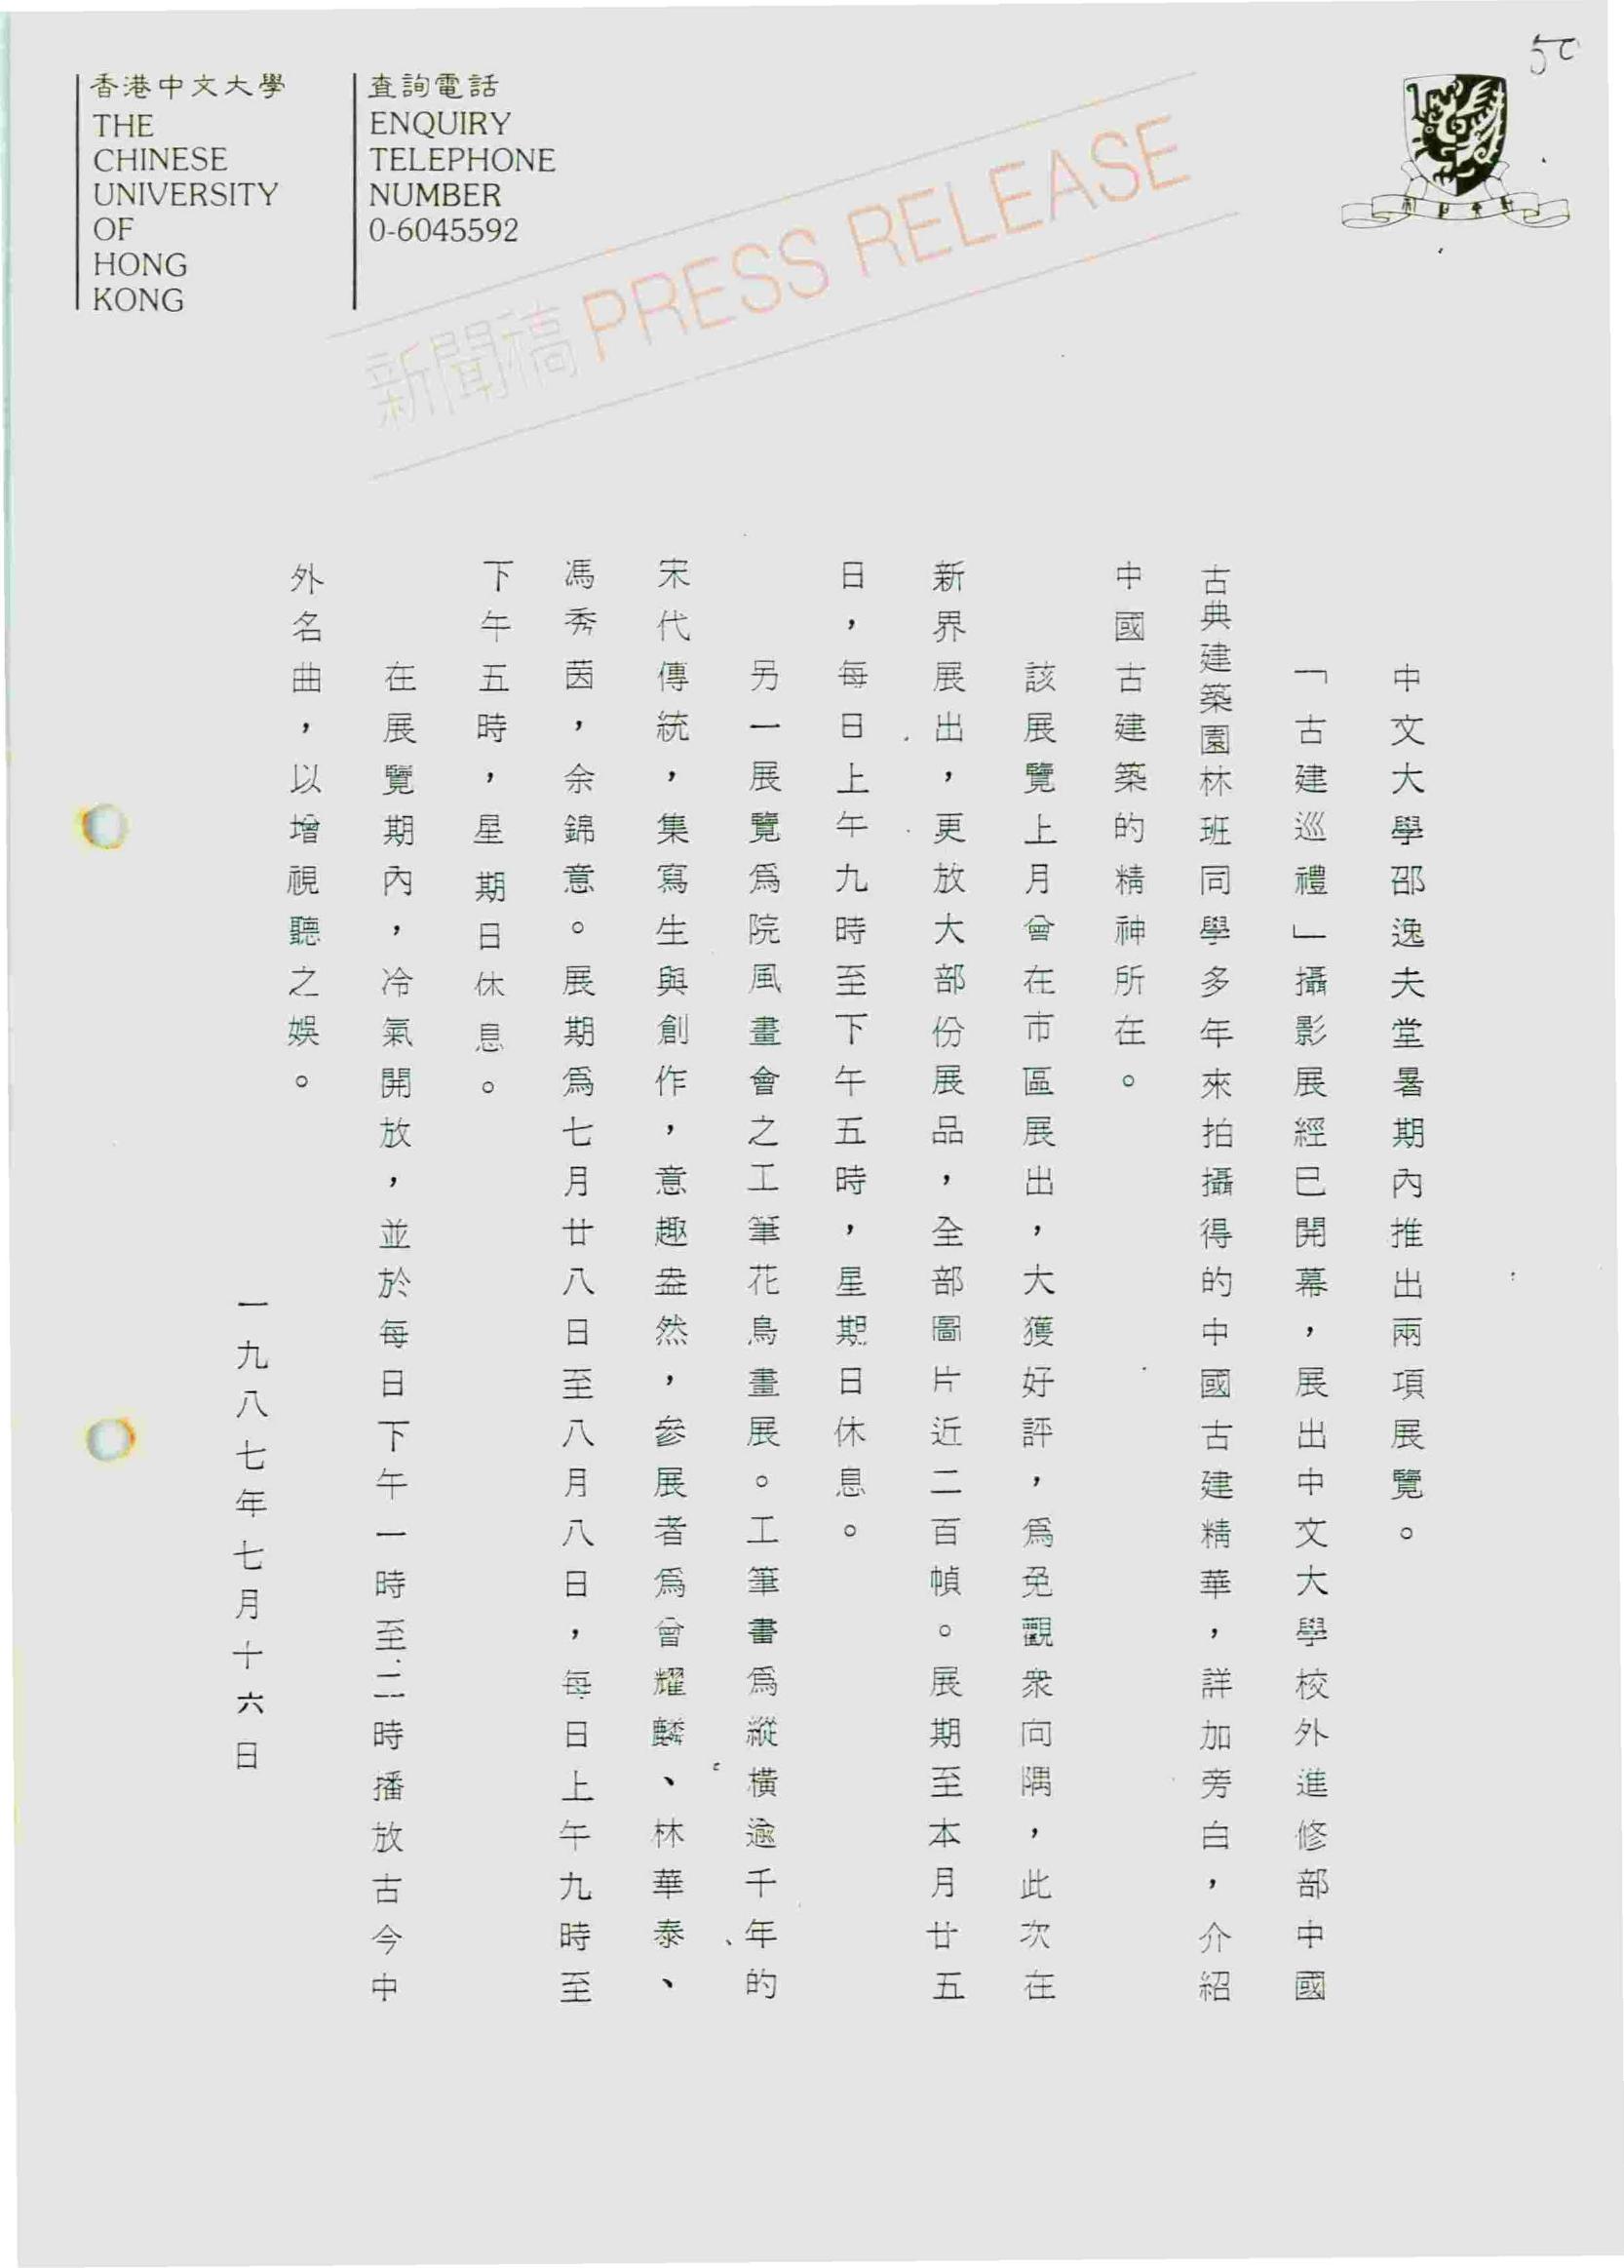 50
香港中文大學
THE
CHINESE
UNIVERSITY
OF
HONG
KONG
查詢電話
ENQUIRY
TELEPHONE
NUMBER
0-6045592
新聞稿 PRESS RELEASE
中文大學邵逸夫堂暑期內推出兩項展覽。
「古建巡禮」攝影展經已開幕，展出中文大學校外進修部中國
古典建築園林班同學多年來拍攝得的中國古建精華，詳加旁白，介紹
中國古建築的精神所在。
該展覽上月曾在市區展出，大獲好評，爲免觀衆向隅，此次在
新界展出，更放大部份展品，全部圖片近二百幀。展期至本月廿五
日，每日上午九時至下午五時，星期日休息。
另一展覽爲院風畫會之工筆花鳥畫展。工筆畫爲縱橫逾千年的
宋代傳統，集寫生與創作，意趣盎然，參展者爲曾耀麟、林華泰、
馮秀茵，余錦意。展期爲七月廿八日至八月八日，每日上午九時至
下午五時，星期日休息。
在展覽期內，冷氣開放，並於每日下午一時至二時播放古今中
外名曲，以增視聽之娛。
一九八七年七月十六日